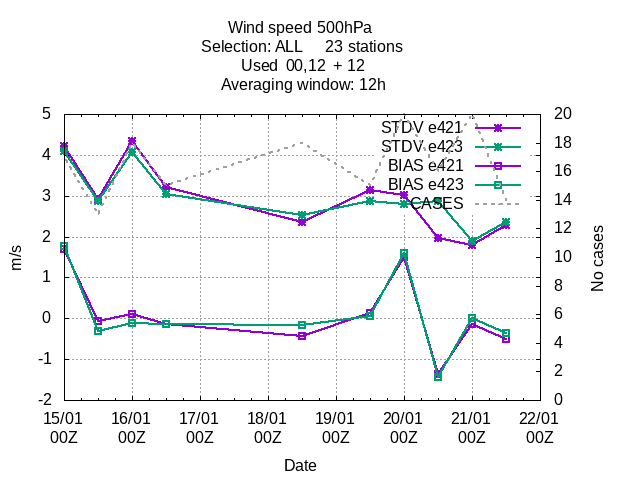 Wind speed 500hPa
Selection: ALL 23 stations
Used 00,12 + 12
Averaging window: 12h
5 20
STDV e421
STDV e423
BIAS e421
BIAS e423
CASES
4 18
3 16
2 14
1 12
0 10
-1 8
-2 6
4
2
0
m/s
No cases
15/01 16/01 17/01 18/01 19/01 20/01 21/01 22/01
00Z 00Z 00Z 00Z 00Z 00Z 00Z 00Z
Date